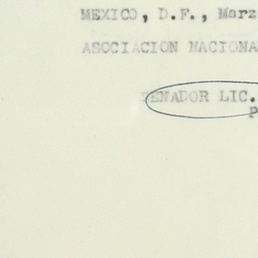 MEXICO, D.F., Marz
ASOCIACION NACIONA
SENADOR LIC.
P